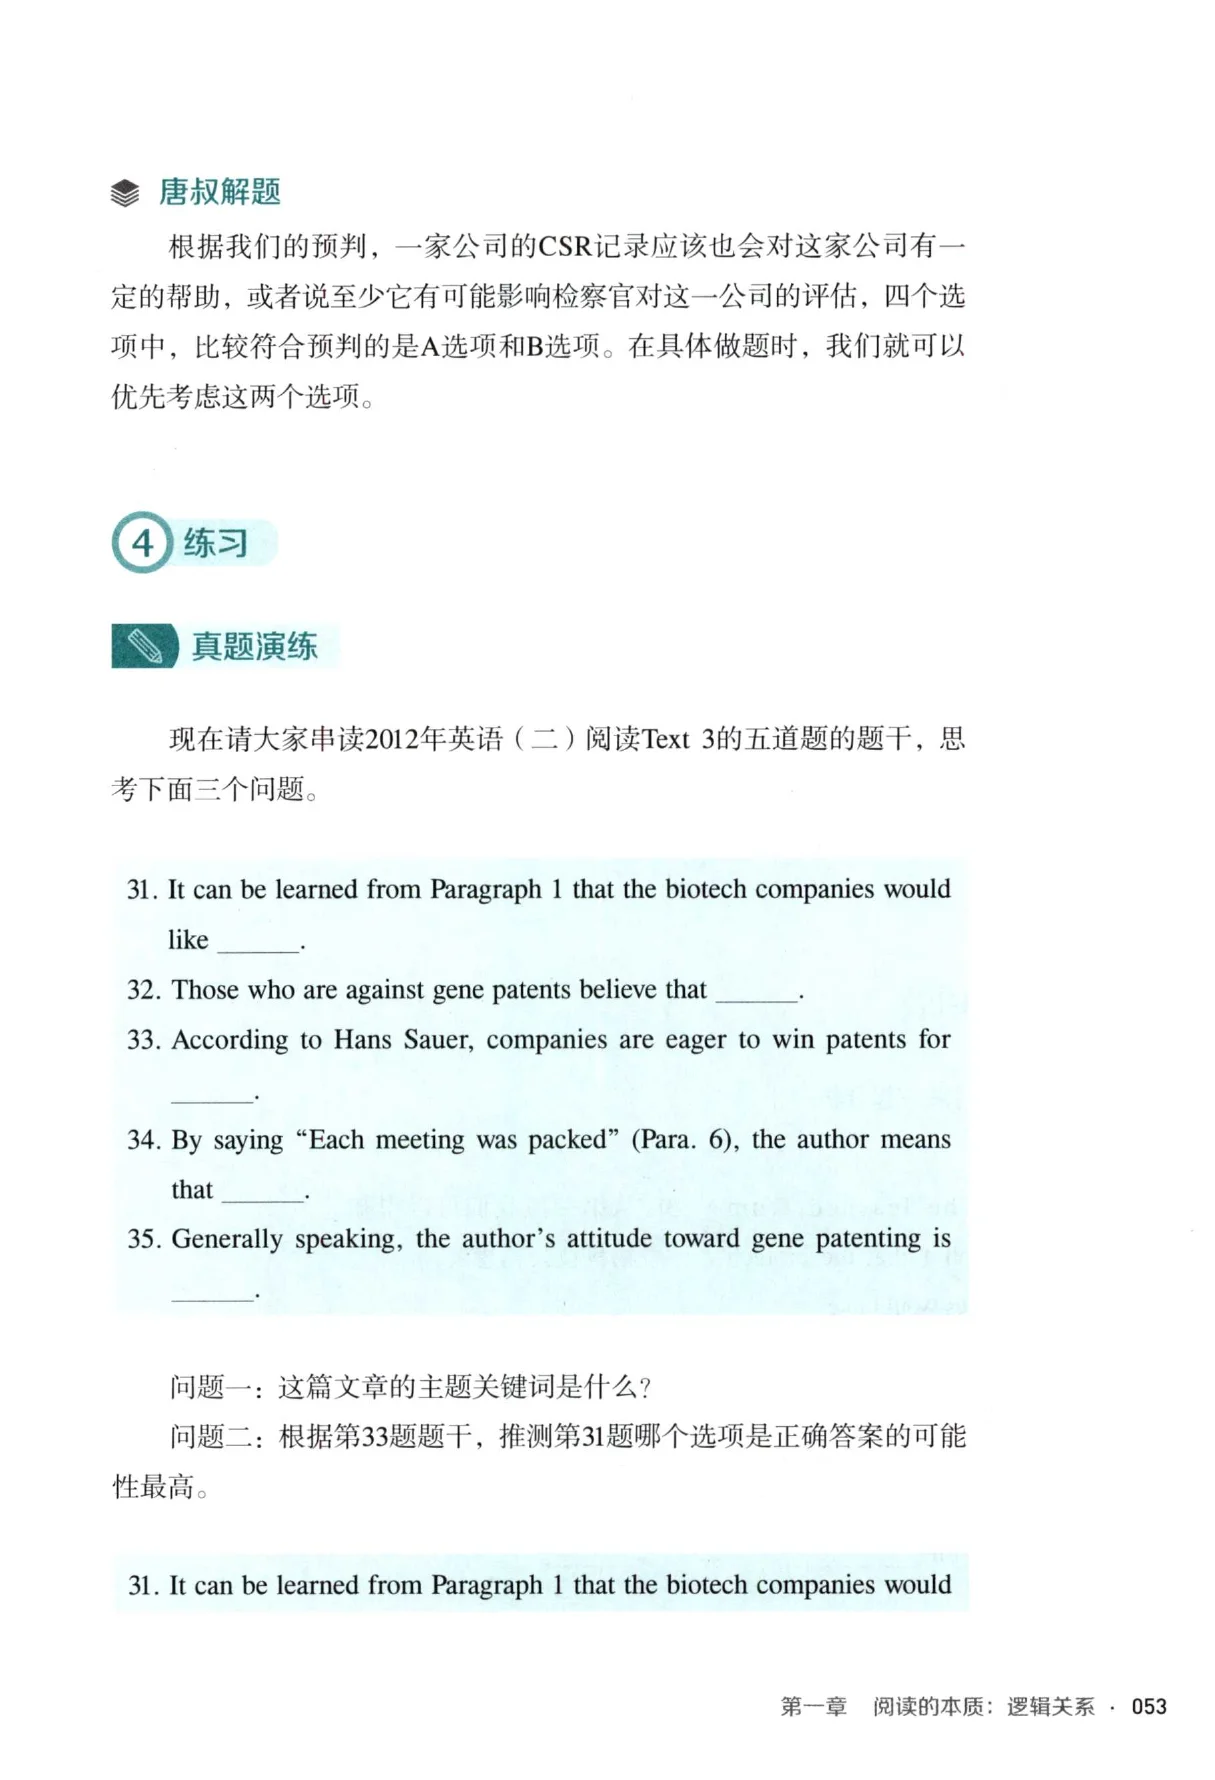 唐叔解题
根据我们的预判，一家公司的CSR记录应该也会对这家公司有一
定的帮助，或者说至少它有可能影响检察官对这一公司的评估，四个选
项中，比较符合预判的是A选项和B选项。在具体做题时，我们就可以
优先考虑这两个选项。
4 练习
真题演练
现在请大家串读2012年英语（二）阅读Text 3的五道题的题干，思
考下面三个问题。
31. It can be learned from Paragraph 1 that the biotech companies would
like ______.
32. Those who are against gene patents believe that ______.
33. According to Hans Sauer, companies are eager to win patents for
______.
34. By saying “Each meeting was packed” (Para. 6), the author means
that ______.
35. Generally speaking, the author’s attitude toward gene patenting is
______.
问题一：这篇文章的主题关键词是什么？
问题二：根据第33题题干，推测第31题哪个选项是正确答案的可能
性最高。
31. It can be learned from Paragraph 1 that the biotech companies would
第一章 阅读的本质：逻辑关系 · 053